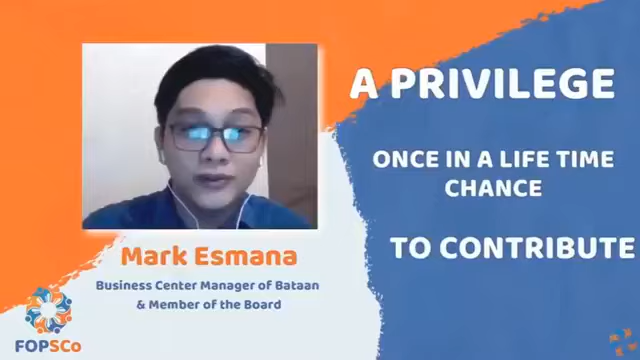 A PRIVILEGE
ONCE IN A LIFE TIME
CHANCE
TO CONTRIBUTE
Mark Esmana
Business Center Manager of Bataan
& Member of the Board
FOPSCo